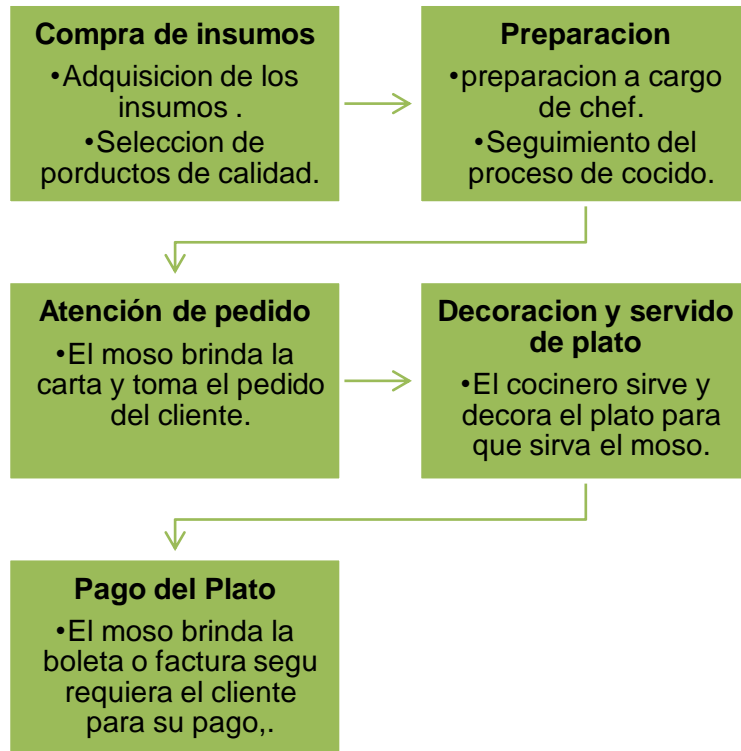 Compra de insumos
•Adquisicion de los
insumos .
•Seleccion de
porductos de calidad.
Preparacion
•preparacion a cargo
de chef.
•Seguimiento del
proceso de cocido.
Atención de pedido
•El moso brinda la
carta y toma el pedido
del cliente.
Decoracion y servido
de plato
•El cocinero sirve y
decora el plato para
que sirva el moso.
Pago del Plato
•El moso brinda la
boleta o factura segu
requiera el cliente
para su pago,.